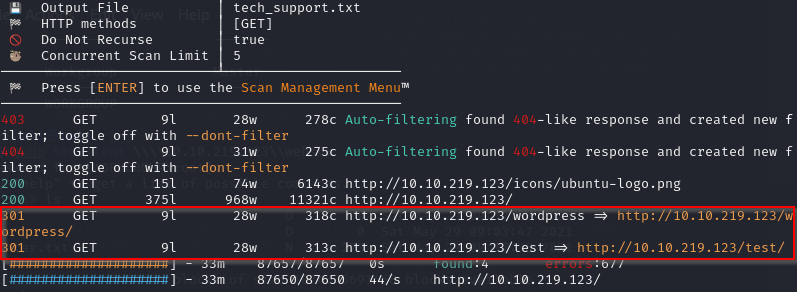 💾 Output File │ tech_support.txt
🏁 HTTP methods │ [GET]
🚫 Do Not Recurse │ true
🦥 Concurrent Scan Limit │ 5
🏁 Press [ENTER] to use the Scan Management Menu™
403 GET 9l 28w 278c Auto-filtering found 404-like response and created new f
ilter; toggle off with --dont-filter
404 GET 9l 31w 275c Auto-filtering found 404-like response and created new f
ilter; toggle off with --dont-filter
200 GET 15l 74w 6143c http://10.10.219.123/icons/ubuntu-logo.png
200 GET 375l 968w 11321c http://10.10.219.123/
301 GET 9l 28w 318c http://10.10.219.123/wordpress => http://10.10.219.123/w
ordpress/
301 GET 9l 28w 313c http://10.10.219.123/test => http://10.10.219.123/test/
[####################] - 33m 87657/87657 0s found:4 errors:677
[####################] - 33m 87650/87650 44/s http://10.10.219.123/